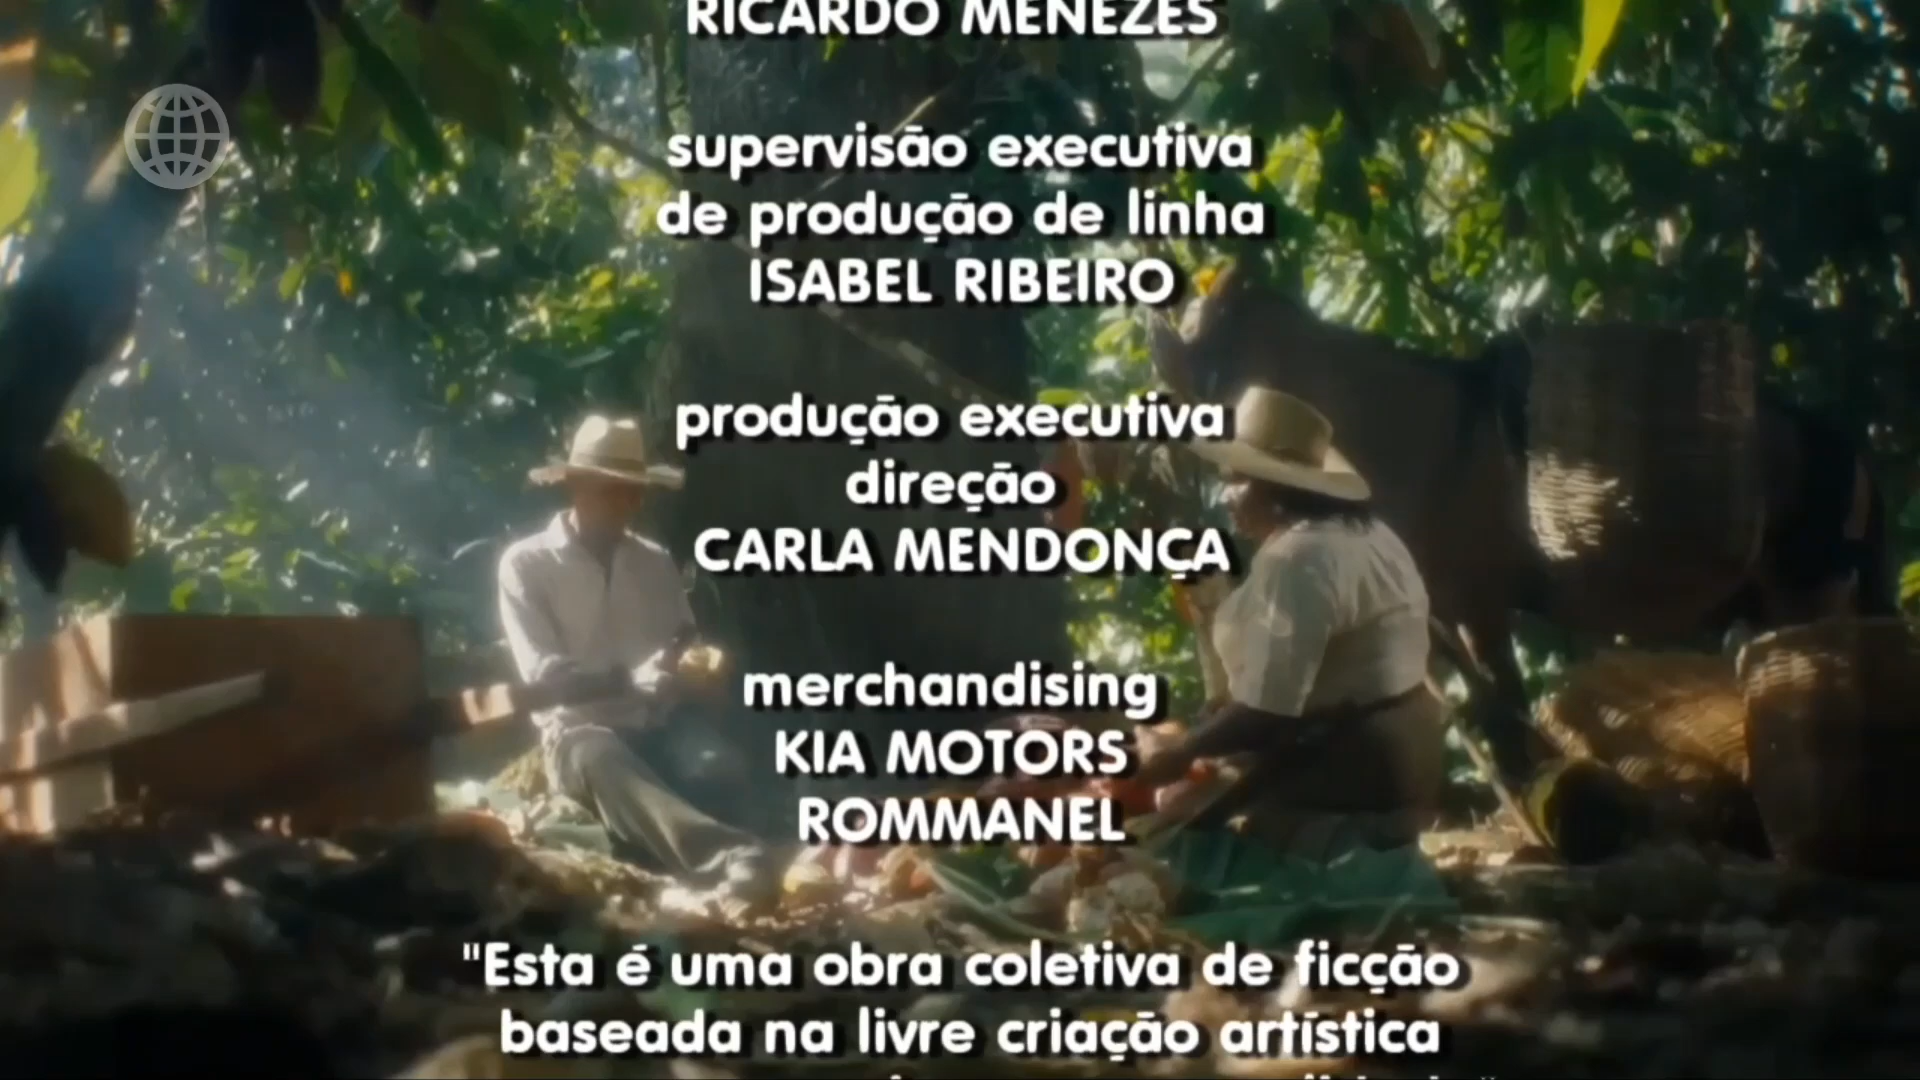 RICARDO MENEZES
supervisão executiva
de produção de linha
ISABEL RIBEIRO
produção executiva
direção
CARLA MENDONÇA
merchandising
KIA MOTORS
ROMMANEL
"Esta é uma obra coletiva de ficção
baseada na livre criação artística